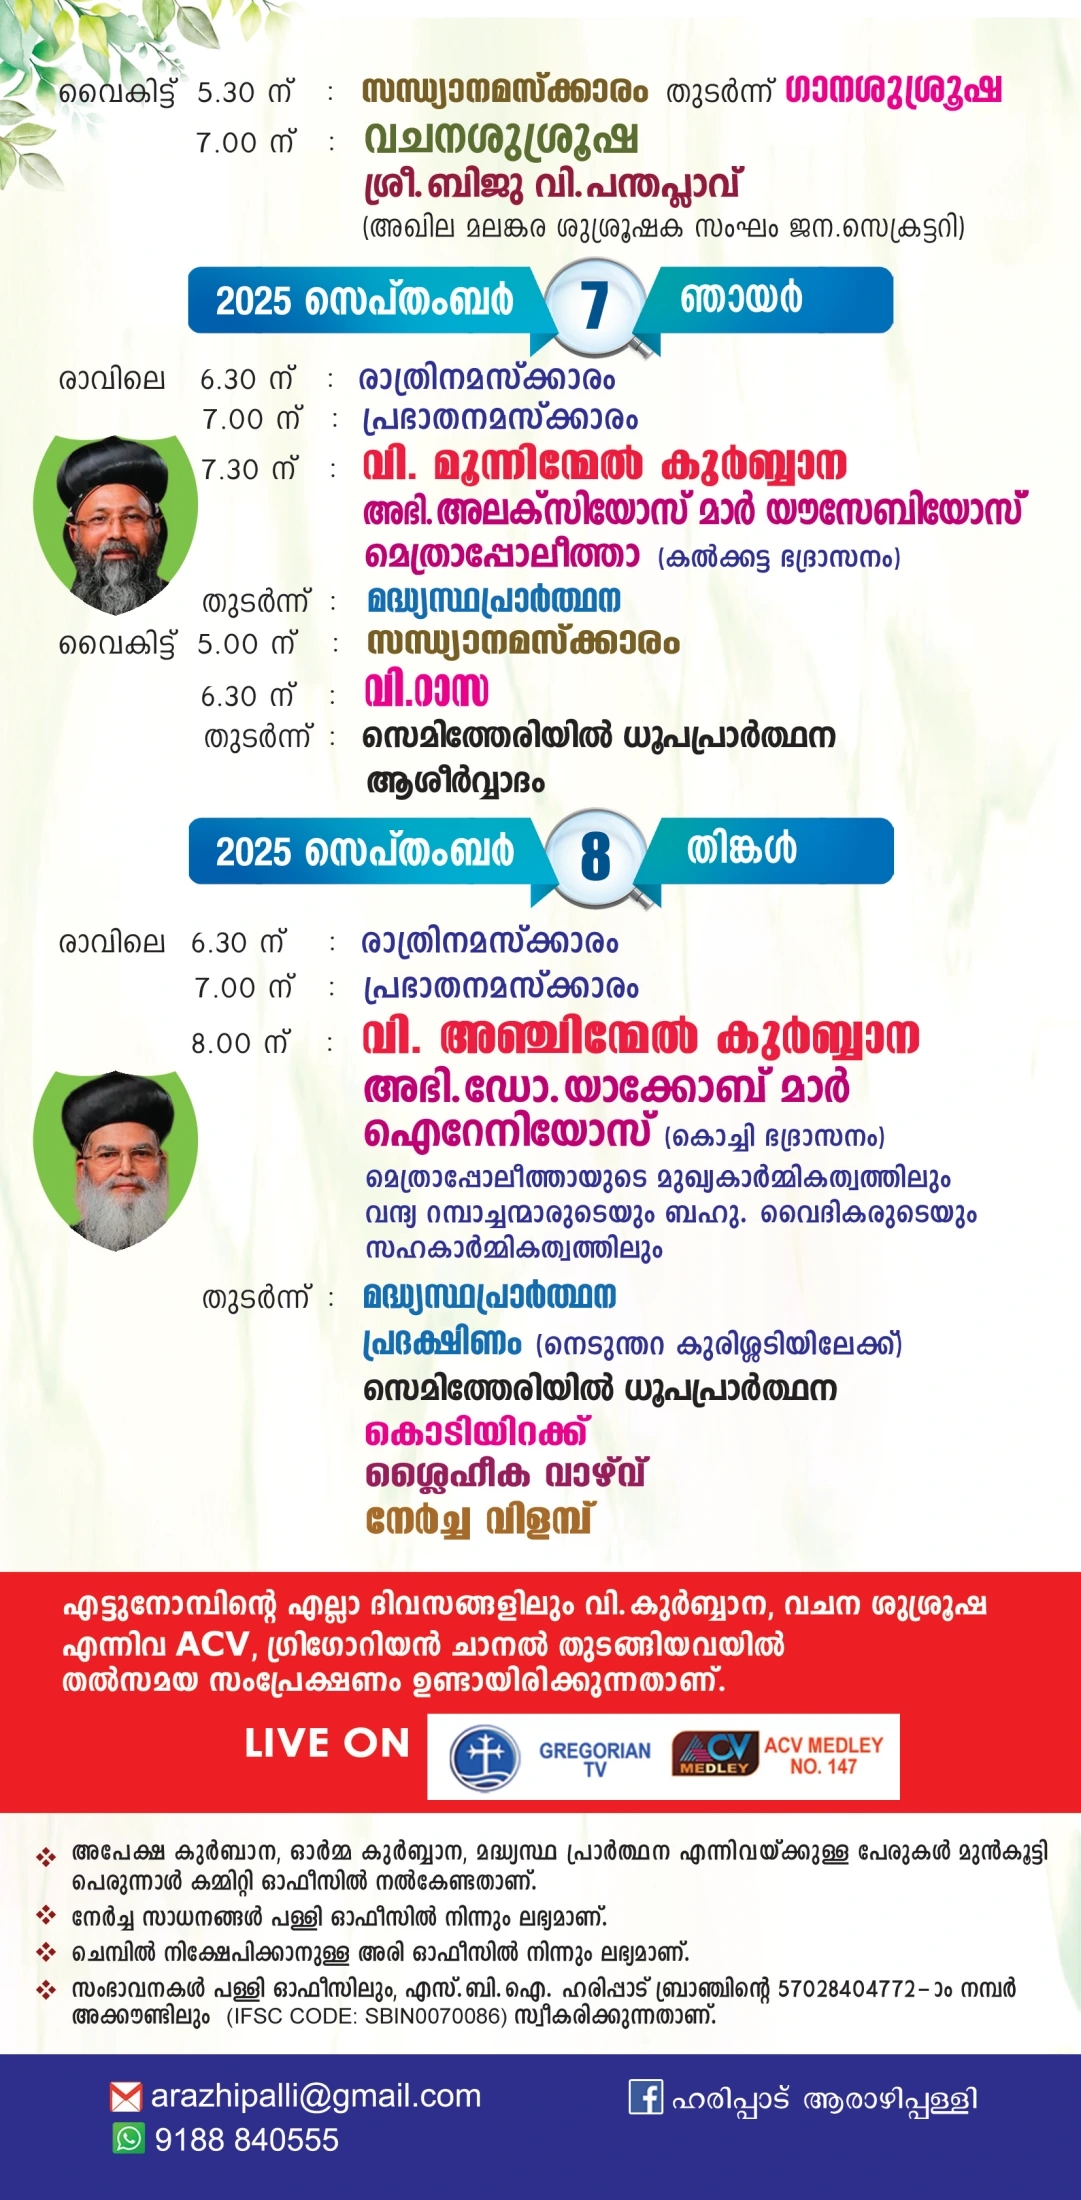 വൈകിട്ട് 5.30 ന് : സന്ധ്യാനമസ്ക്കാരം തുടർന്ന് ഗാനശുശ്രൂഷ
7.00 ന് : വചനശുശ്രൂഷ
ശ്രീ. ബിജു വി. പന്തപ്ലാവ്
(അഖില മലങ്കര ശുശ്രൂഷക സംഘം ജന.സെക്രട്ടറി)
2025 സെപ്തംബർ 7 ഞായർ
രാവിലെ 6.30 ന് : രാത്രിനമസ്ക്കാരം
7.00 ന് : പ്രഭാതനമസ്ക്കാരം
7.30 ന് : വി. മൂന്നിന്മേൽ കുർബ്ബാന
അഭി. അലക്സിയോസ് മാർ യൗസേബിയോസ്
മെത്രാപ്പോലീത്താ (കൽക്കട്ട ഭദ്രാസനം)
തുടർന്ന് : മദ്ധ്യസ്ഥപ്രാർത്ഥന
വൈകിട്ട് 5.00 ന് : സന്ധ്യാനമസ്ക്കാരം
6.30 ന് : വി.റാസ
തുടർന്ന് : സെമിത്തേരിയിൽ ധൂപപ്രാർത്ഥന
ആശീർവ്വാദം
2025 സെപ്തംബർ 8 തിങ്കൾ
രാവിലെ 6.30 ന് : രാത്രിനമസ്ക്കാരം
7.00 ന് : പ്രഭാതനമസ്ക്കാരം
8.00 ന് : വി. അഞ്ചിന്മേൽ കുർബ്ബാന
അഭി. ഡോ. യാക്കോബ് മാർ
ഐറേനിയോസ് (കൊച്ചി ഭദ്രാസനം)
മെത്രാപ്പോലീത്തായുടെ മുഖ്യകാർമ്മികത്വത്തിലും
വന്ദ്യ റമ്പാച്ചന്മാരുടെയും ബഹു. വൈദികരുടെയും
സഹകാർമ്മികത്വത്തിലും
തുടർന്ന് : മദ്ധ്യസ്ഥപ്രാർത്ഥന
പ്രദക്ഷിണം (നെടുന്തറ കുരിശ്ശടിയിലേക്ക്)
സെമിത്തേരിയിൽ ധൂപപ്രാർത്ഥന
കൊടിയിറക്ക്
ശ്ലൈഹീക വാഴ്‌വ്
നേർച്ച വിളമ്പ്
എട്ടുനോമ്പിന്റെ എല്ലാ ദിവസങ്ങളിലും വി. കുർബ്ബാന, വചന ശുശ്രൂഷ
എന്നിവ ACV, ഗ്രിഗോറിയൻ ചാനൽ തുടങ്ങിയവയിൽ
തൽസമയ സംപ്രേക്ഷണം ഉണ്ടായിരിക്കുന്നതാണ്.
LIVE ON GREGORIAN TV ACV MEDLEY ACV MEDLEY NO. 147
❖ അപേക്ഷ കുർബാന, ഓർമ്മ കുർബ്ബാന, മദ്ധ്യസ്ഥ പ്രാർത്ഥന എന്നിവയ്ക്കുള്ള പേരുകൾ മുൻകൂട്ടി
പെരുന്നാൾ കമ്മിറ്റി ഓഫീസിൽ നൽകേണ്ടതാണ്.
❖ നേർച്ച സാധനങ്ങൾ പള്ളി ഓഫീസിൽ നിന്നും ലഭ്യമാണ്.
❖ ചെമ്പിൽ നിക്ഷേപിക്കാനുള്ള അരി ഓഫീസിൽ നിന്നും ലഭ്യമാണ്.
❖ സംഭാവനകൾ പള്ളി ഓഫീസിലും, എസ്.ബി.ഐ. ഹരിപ്പാട് ബ്രാഞ്ചിന്റെ 57028404772-ാം നമ്പർ
അക്കൗണ്ടിലും (IFSC CODE: SBIN0070086) സ്വീകരിക്കുന്നതാണ്.
arazhipalli@gmail.com ഹരിപ്പാട് ആരാഴിപ്പള്ളി
9188 840555